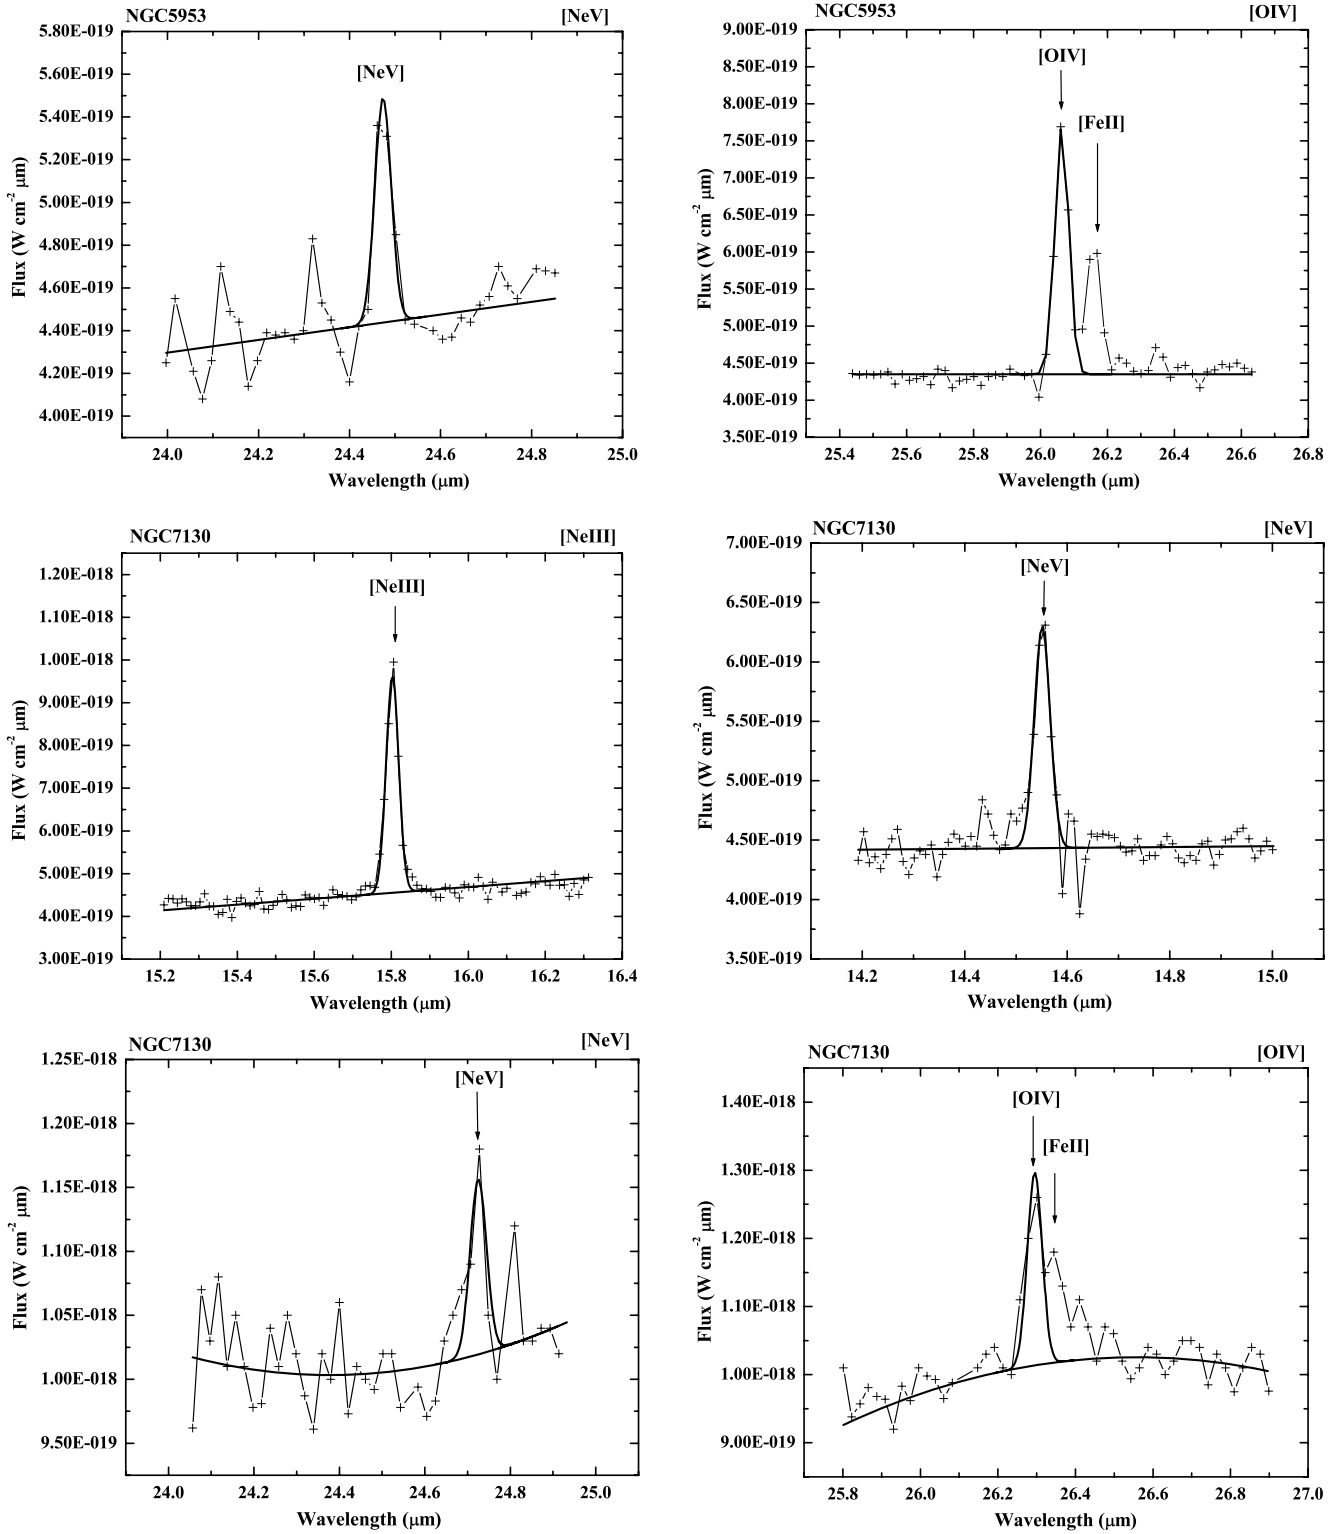 NGC5953 [NeV]
5.80E-019
5.60E-019
5.40E-019
5.20E-019
5.00E-019
4.80E-019
4.60E-019
4.40E-019
4.20E-019
4.00E-019
Flux (W cm-2 μm)
[NeV]
24.0 24.2 24.4 24.6 24.8 25.0
Wavelength (μm)
NGC5953 [OIV]
9.00E-019
8.50E-019
8.00E-019
7.50E-019
7.00E-019
6.50E-019
6.00E-019
5.50E-019
5.00E-019
4.50E-019
4.00E-019
3.50E-019
Flux (W cm-2 μm)
[OIV]
[FeII]
25.4 25.6 25.8 26.0 26.2 26.4 26.6 26.8
Wavelength (μm)
NGC7130 [NeIII]
1.20E-018
1.10E-018
1.00E-018
9.00E-019
8.00E-019
7.00E-019
6.00E-019
5.00E-019
4.00E-019
3.00E-019
Flux (W cm-2 μm)
[NeIII]
15.2 15.4 15.6 15.8 16.0 16.2 16.4
Wavelength (μm)
NGC7130 [NeV]
7.00E-019
6.50E-019
6.00E-019
5.50E-019
5.00E-019
4.50E-019
4.00E-019
3.50E-019
Flux (W cm-2 μm)
[NeV]
14.2 14.4 14.6 14.8 15.0
Wavelength (μm)
NGC7130 [NeV]
1.25E-018
1.20E-018
1.15E-018
1.10E-018
1.05E-018
1.00E-018
9.50E-019
Flux (W cm-2 μm)
[NeV]
24.0 24.2 24.4 24.6 24.8 25.0
Wavelength (μm)
NGC7130 [OIV]
1.40E-018
1.30E-018
1.20E-018
1.10E-018
1.00E-018
9.00E-019
Flux (W cm-2 μm)
[OIV]
[FeII]
25.8 26.0 26.2 26.4 26.6 26.8 27.0
Wavelength (μm)